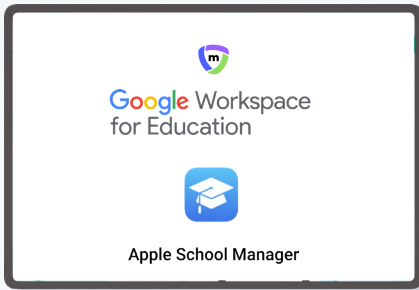 m
Google Workspace
for Education
Apple School Manager